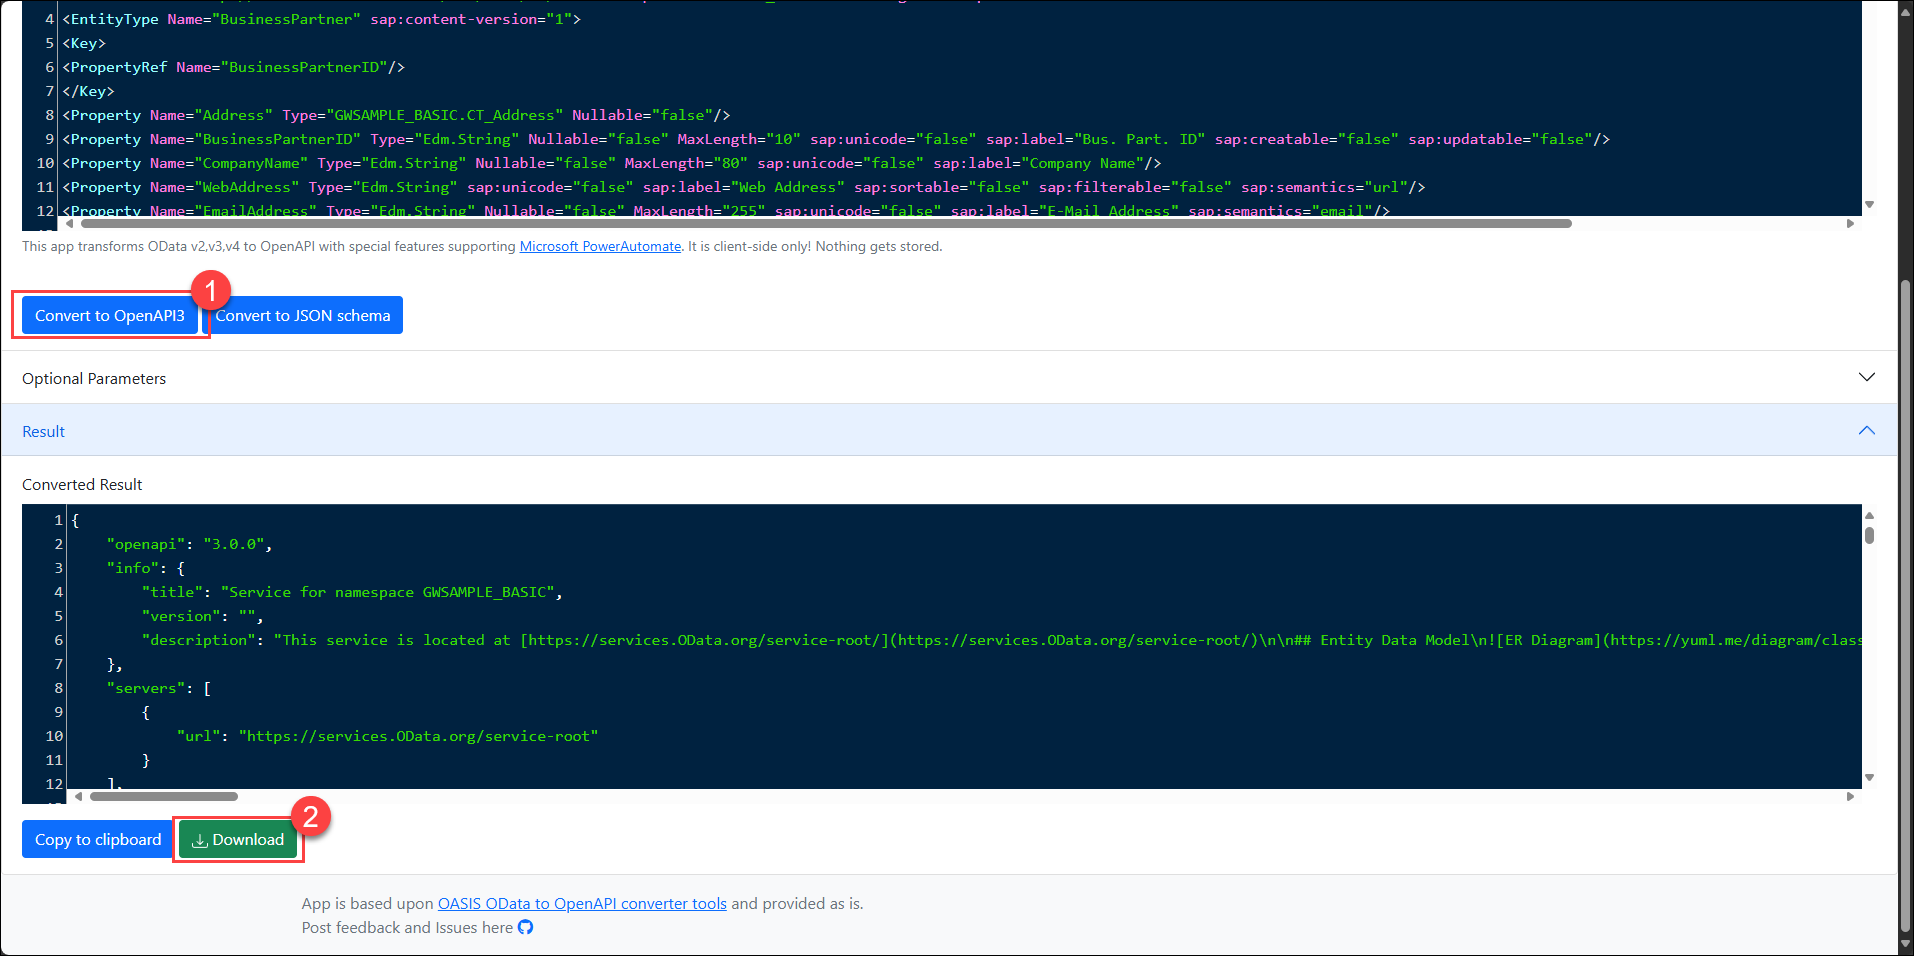 4 <EntityType Name="BusinessPartner" sap:content-version="1">
5 <Key>
6 <PropertyRef Name="BusinessPartnerID"/>
7 </Key>
8 <Property Name="Address" Type="GWSAMPLE_BASIC.CT_Address" Nullable="false"/>
9 <Property Name="BusinessPartnerID" Type="Edm.String" Nullable="false" MaxLength="10" sap:unicode="false" sap:label="Bus. Part. ID" sap:creatable="false" sap:updatable="false"/>
10 <Property Name="CompanyName" Type="Edm.String" Nullable="false" MaxLength="80" sap:unicode="false" sap:label="Company Name"/>
11 <Property Name="WebAddress" Type="Edm.String" sap:unicode="false" sap:label="Web Address" sap:sortable="false" sap:filterable="false" sap:semantics="url"/>
12 <Property Name="EmailAddress" Type="Edm.String" Nullable="false" MaxLength="255" sap:unicode="false" sap:label="E-Mail Address" sap:semantics="email"/>
This app transforms OData v2,v3,v4 to OpenAPI with special features supporting Microsoft PowerAutomate. It is client-side only! Nothing gets stored.
1
Convert to OpenAPI3 Convert to JSON schema
Optional Parameters
Result
Converted Result
1 {
2 "openapi": "3.0.0",
3 "info": {
4 "title": "Service for namespace GWSAMPLE_BASIC",
5 "version": "",
6 "description": "This service is located at [https://services.OData.org/service-root/](https://services.OData.org/service-root/)\n\n## Entity Data Model\n![ER Diagram](https://yuml.me/diagram/class
7 },
8 "servers": [
9 {
10 "url": "https://services.OData.org/service-root"
11 }
12 ],
2
Copy to clipboard Download
App is based upon OASIS OData to OpenAPI converter tools and provided as is.
Post feedback and Issues here